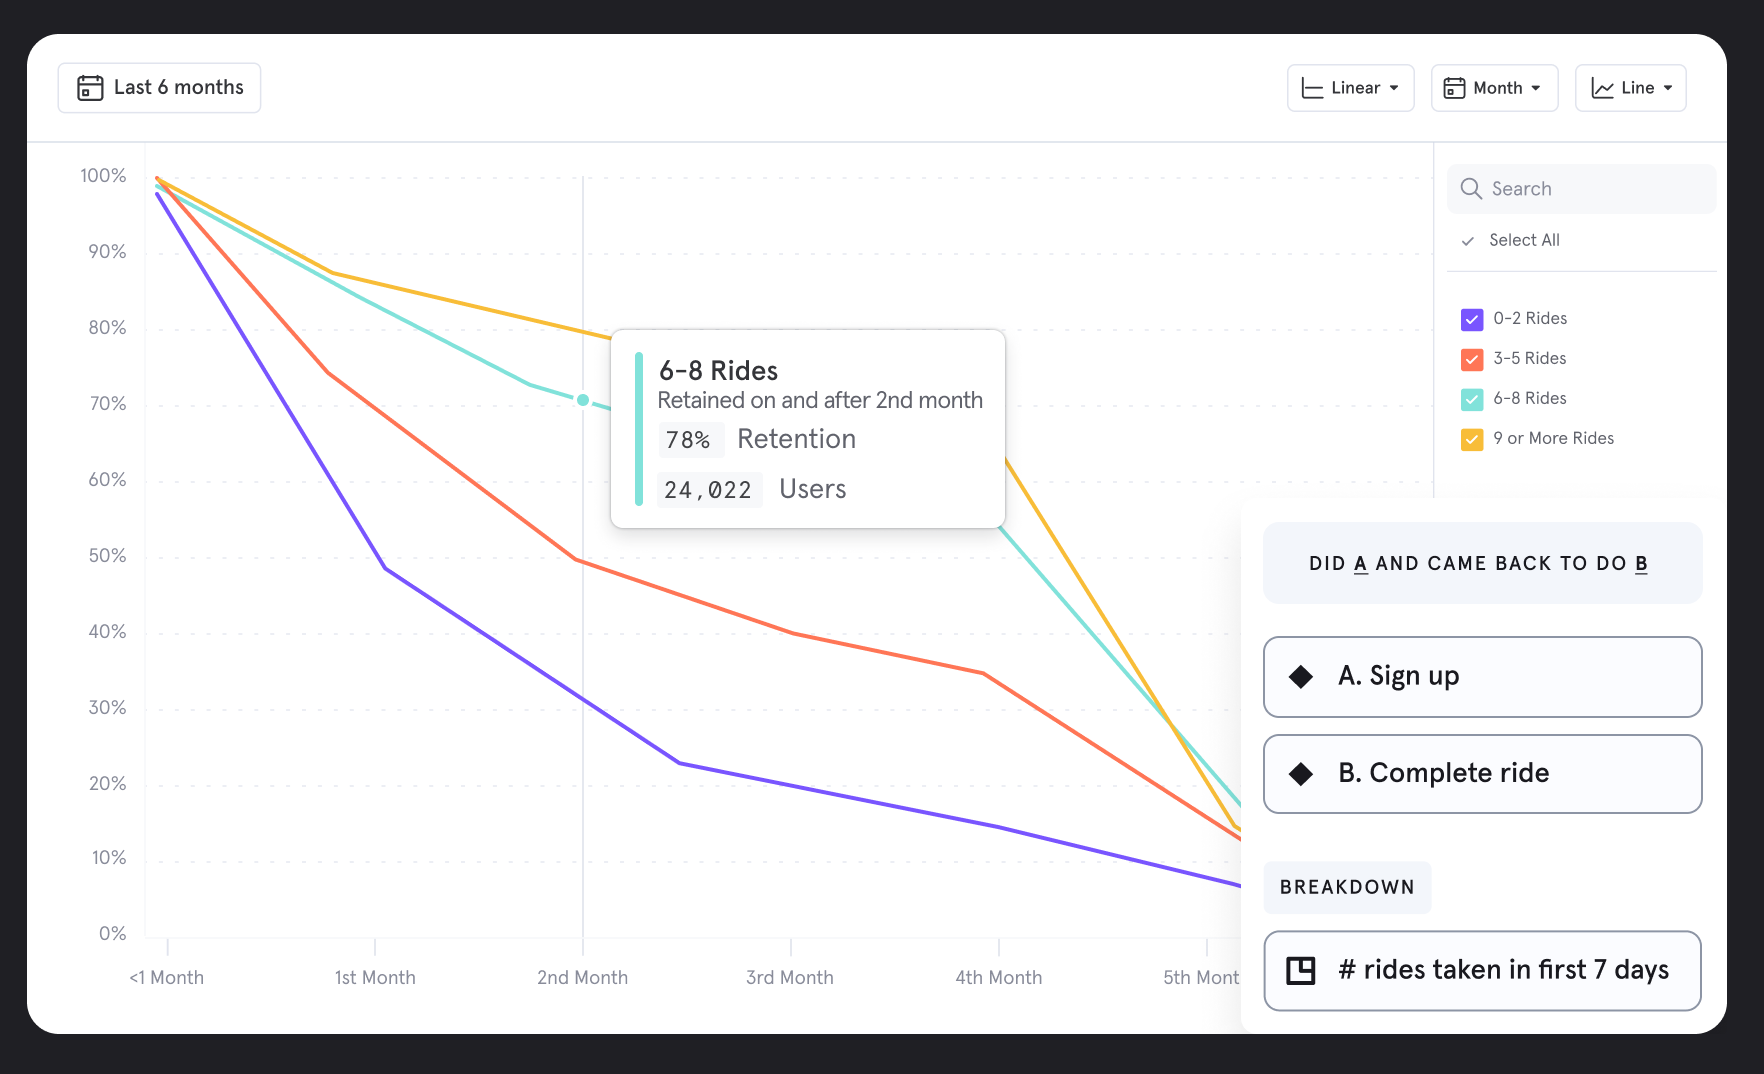 Last 6 months
Linear
Month
Line
100%
90%
80%
70%
60%
50%
40%
30%
20%
10%
0%
<1 Month
1st Month
2nd Month
3rd Month
4th Month
5th Mont
6-8 Rides
Retained on and after 2nd month
78% Retention
24,022 Users
Search
Select All
0-2 Rides
3-5 Rides
6-8 Rides
9 or More Rides
DID A AND CAME BACK TO DO B
A. Sign up
B. Complete ride
BREAKDOWN
# rides taken in first 7 days